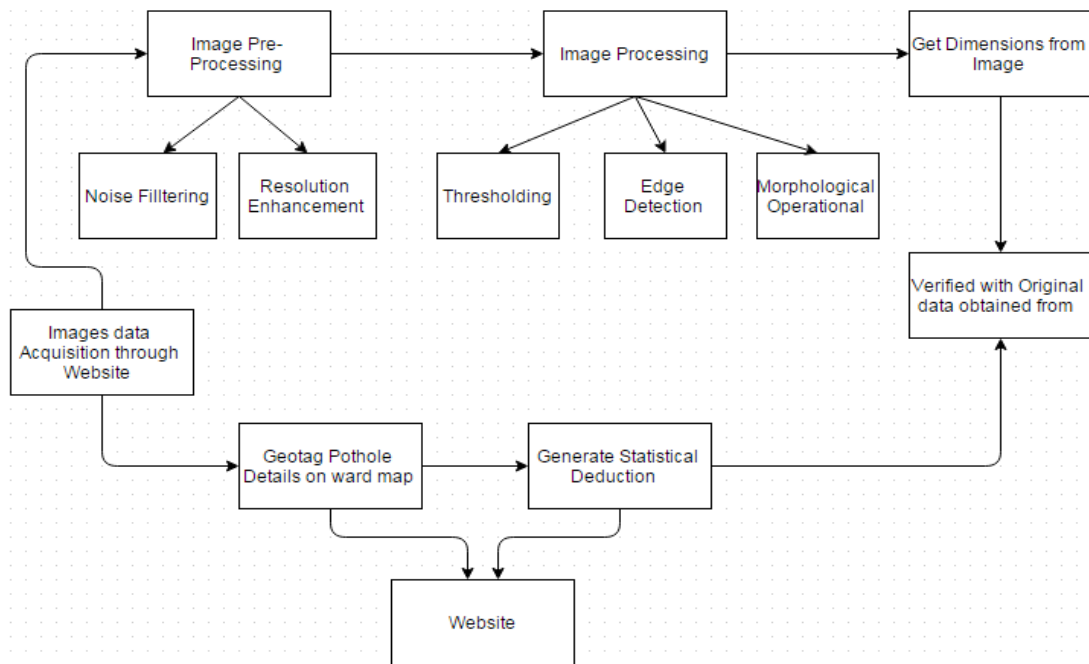 Image Pre-
Processing
Image Processing
Get Dimensions from
Image
Noise Filltering
Resolution
Enhancement
Thresholding
Edge
Detection
Morphological
Operational
Verified with Original
data obtained from
Images data
Acquisition through
Website
Geotag Pothole
Details on ward map
Generate Statistical
Deduction
Website